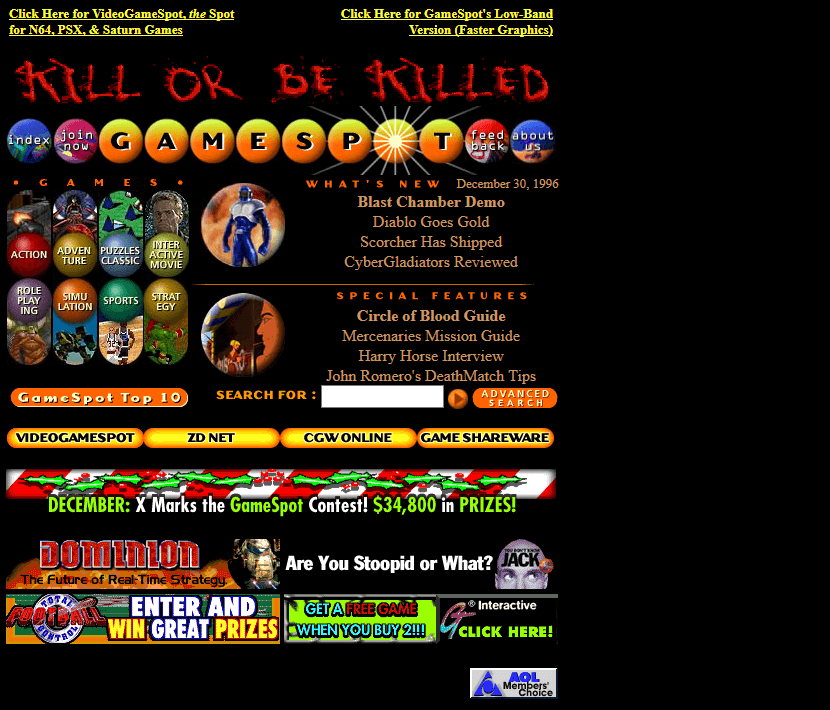 Click Here for VideoGameSpot, the Spot
for N64, PSX, & Saturn Games
Click Here for GameSpot's Low-Band
Version (Faster Graphics)
KILL OR BE KILLED
index
join
now
GAMESPOT
feed
back
about
us
• GAMES •
WHAT'S NEW
December 30, 1996
Blast Chamber Demo
Diablo Goes Gold
Scorcher Has Shipped
CyberGladiators Reviewed
ACTION
ADVEN
TURE
PUZZLES
CLASSIC
INTER
ACTIVE
MOVIE
ROLE
PLAY
ING
SIMU
LATION
SPORTS
STRAT
EGY
SPECIAL FEATURES
Circle of Blood Guide
Mercenaries Mission Guide
Harry Horse Interview
John Romero's DeathMatch Tips
GameSpot Top 10
SEARCH FOR :
ADVANCED
SEARCH
VIDEOGAMESPOT
ZD NET
CGW ONLINE
GAME SHAREWARE
DECEMBER: X Marks the GameSpot Contest! $34,800 in PRIZES!
DOMINION
The Future of Real-Time Strategy.
Are You Stoopid or What?
YOU DON'T KNOW
JACK
TOTAL
FOOTBALL
CONTROL
ENTER AND
WIN GREAT PRIZES
GET A FREE GAME
WHEN YOU BUY 2!!!
GT
® Interactive
CLICK HERE!
AOL
Members'
Choice